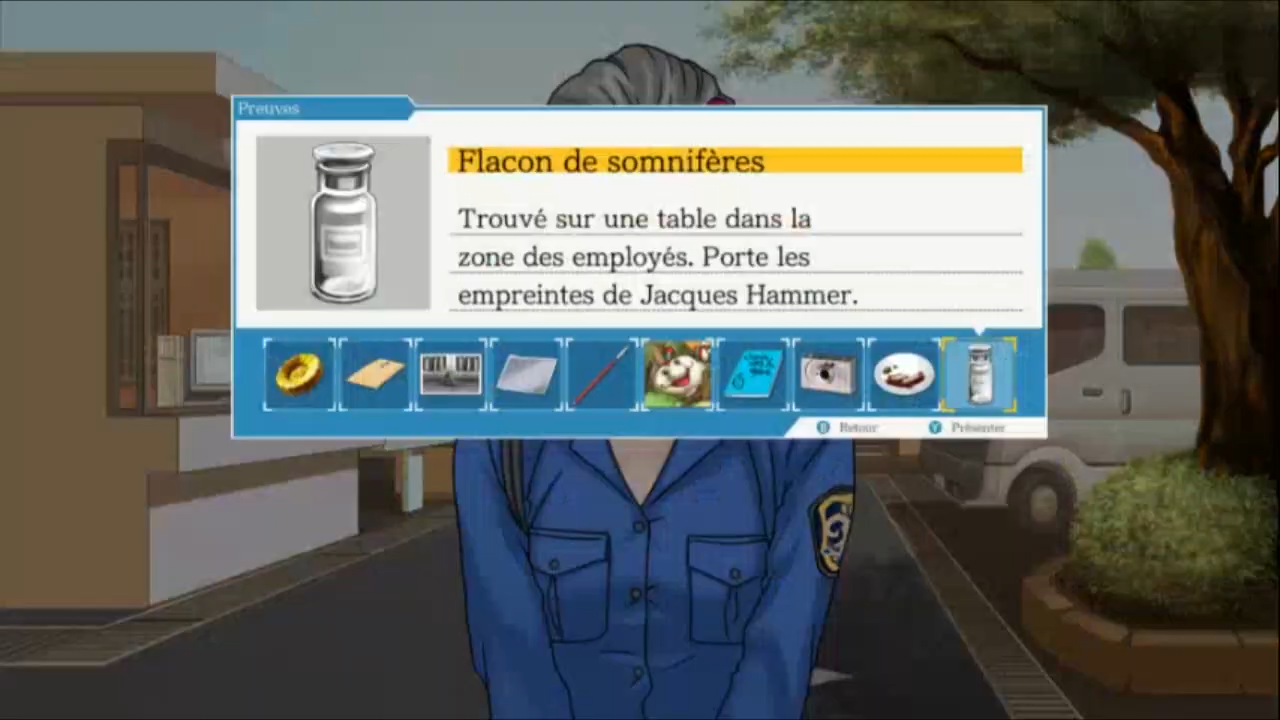 Preuves
Flacon de somnifères
Trouvé sur une table dans la
zone des employés. Porte les
empreintes de Jacques Hammer.
B Retour
Y Présenter